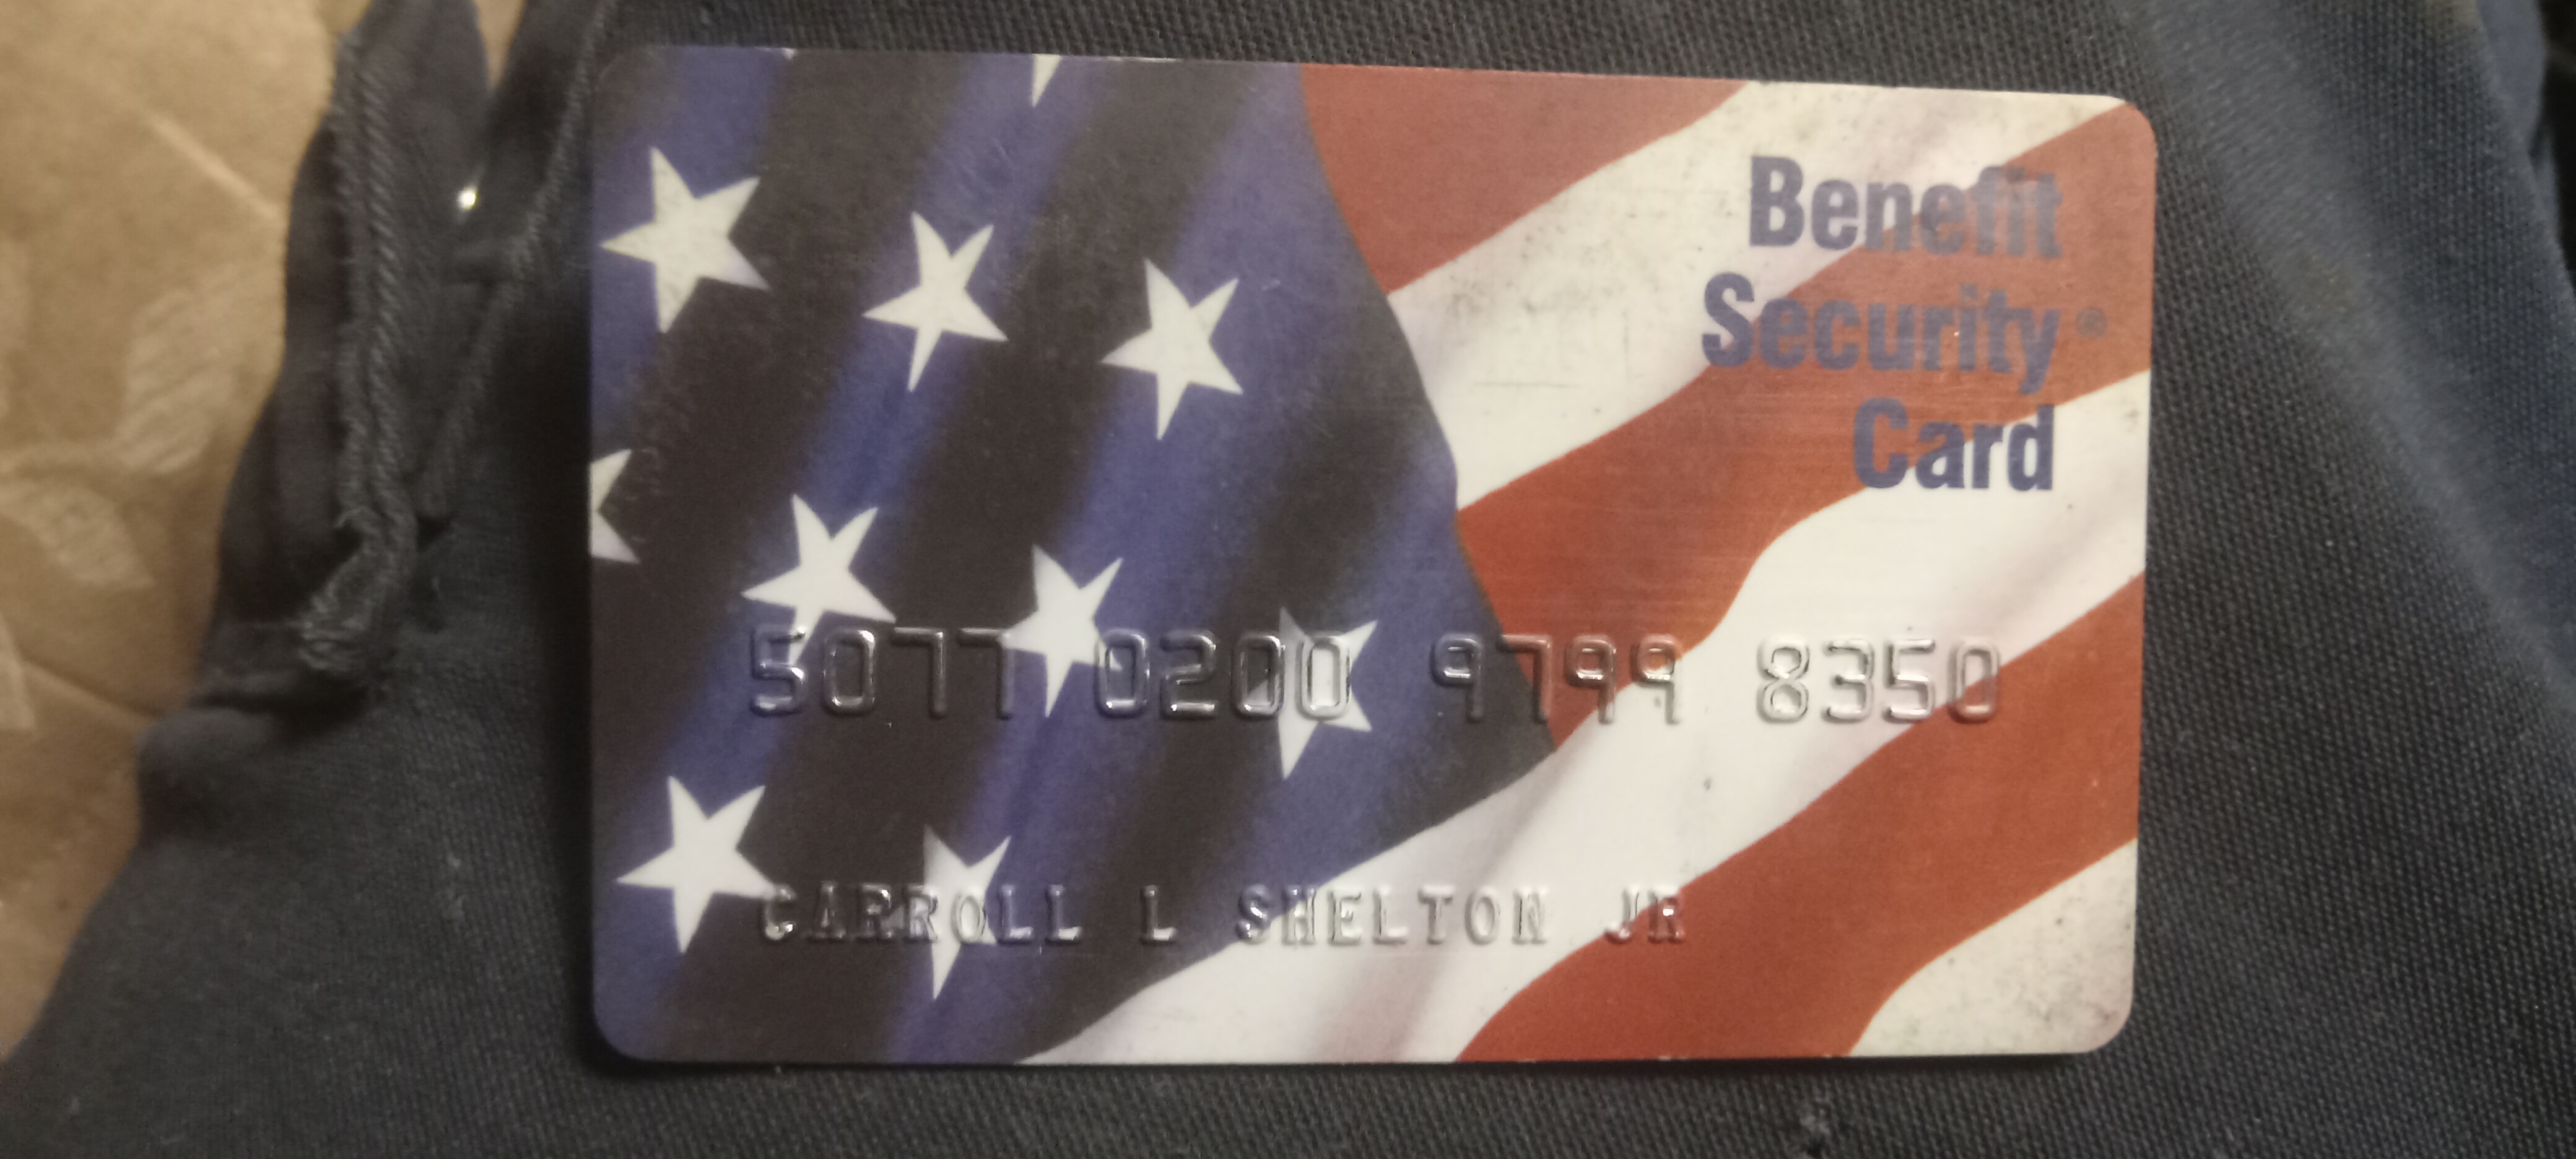 Benefit
Security®
Card
5077 0200 9799 8350
CARROLL L SHELTON JR